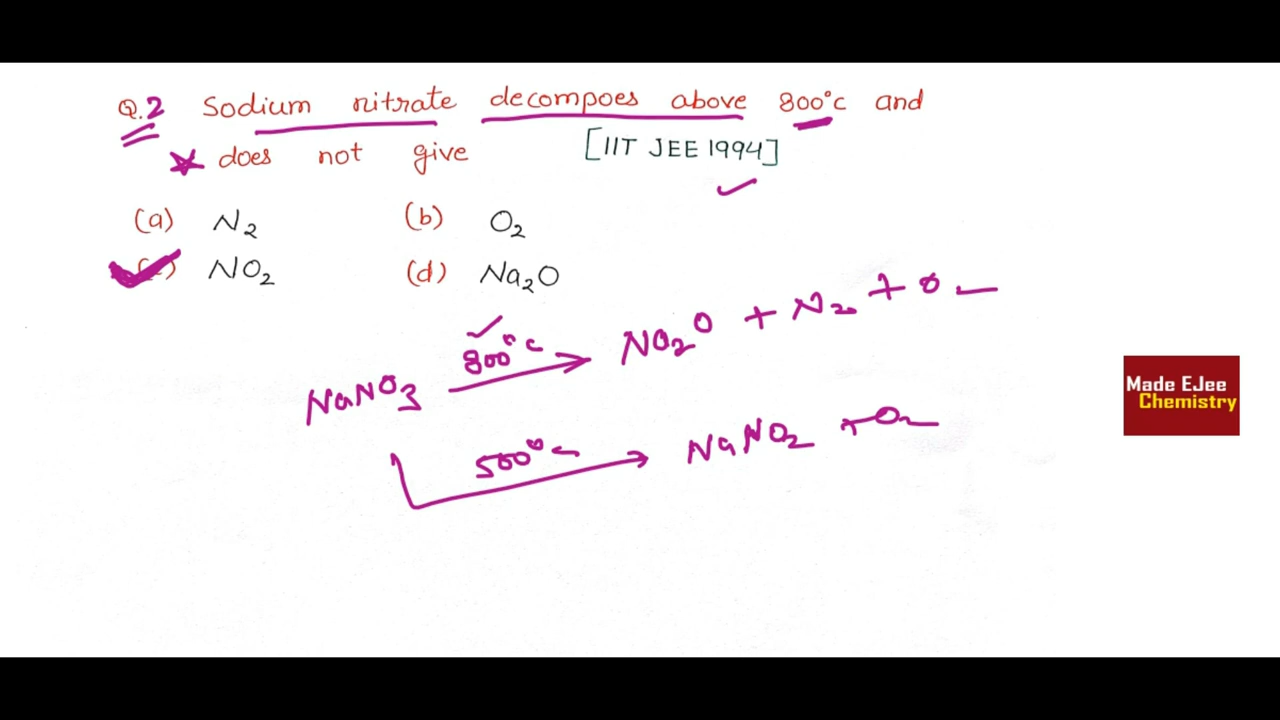 Q.2 Sodium nitrate decompoes above 800°c and
does not give [IIT JEE 1994]
(a) N2 (b) O2
(c) NO2 (d) Na2O
NaNO3 800°c → NO2O + N2 + O
500°c → NaNO2 + O2
Made EJee
Chemistry